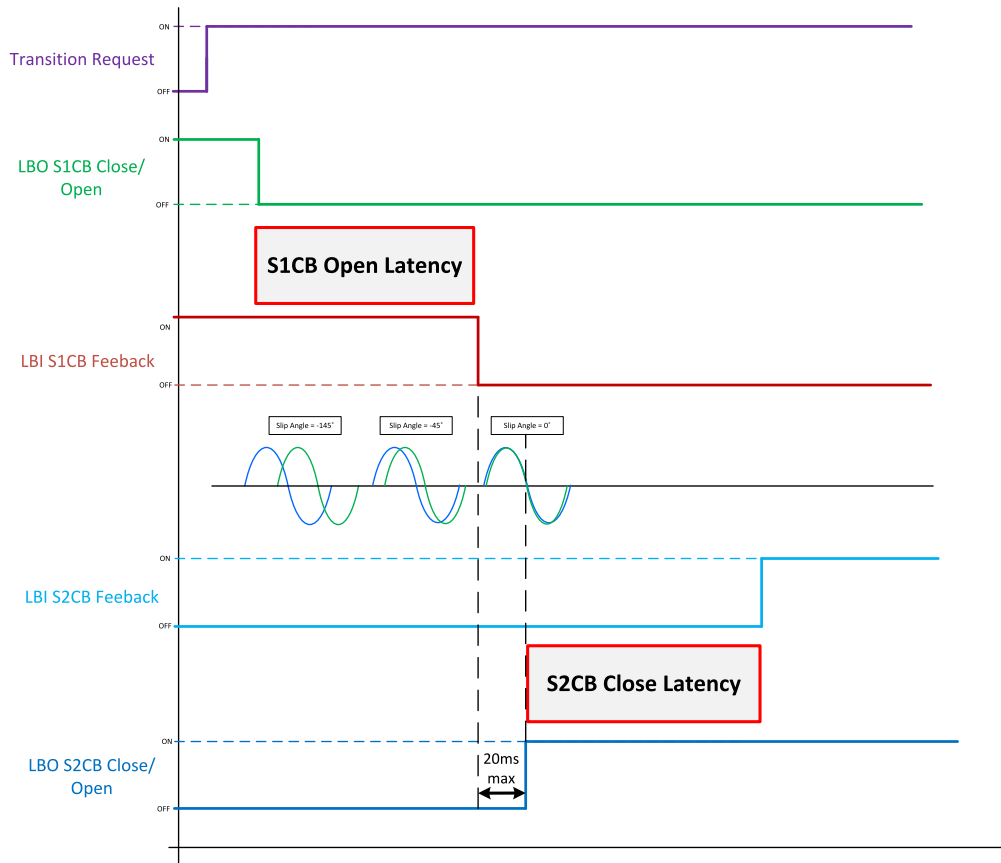 ON
Transition Request
OFF
ON
LBO S1CB Close/
Open
OFF
S1CB Open Latency
ON
LBI S1CB Feeback
OFF
Slip Angle = -145˚
Slip Angle = -45˚
Slip Angle = 0˚
ON
LBI S2CB Feeback
OFF
S2CB Close Latency
ON
LBO S2CB Close/
Open
20ms
max
OFF